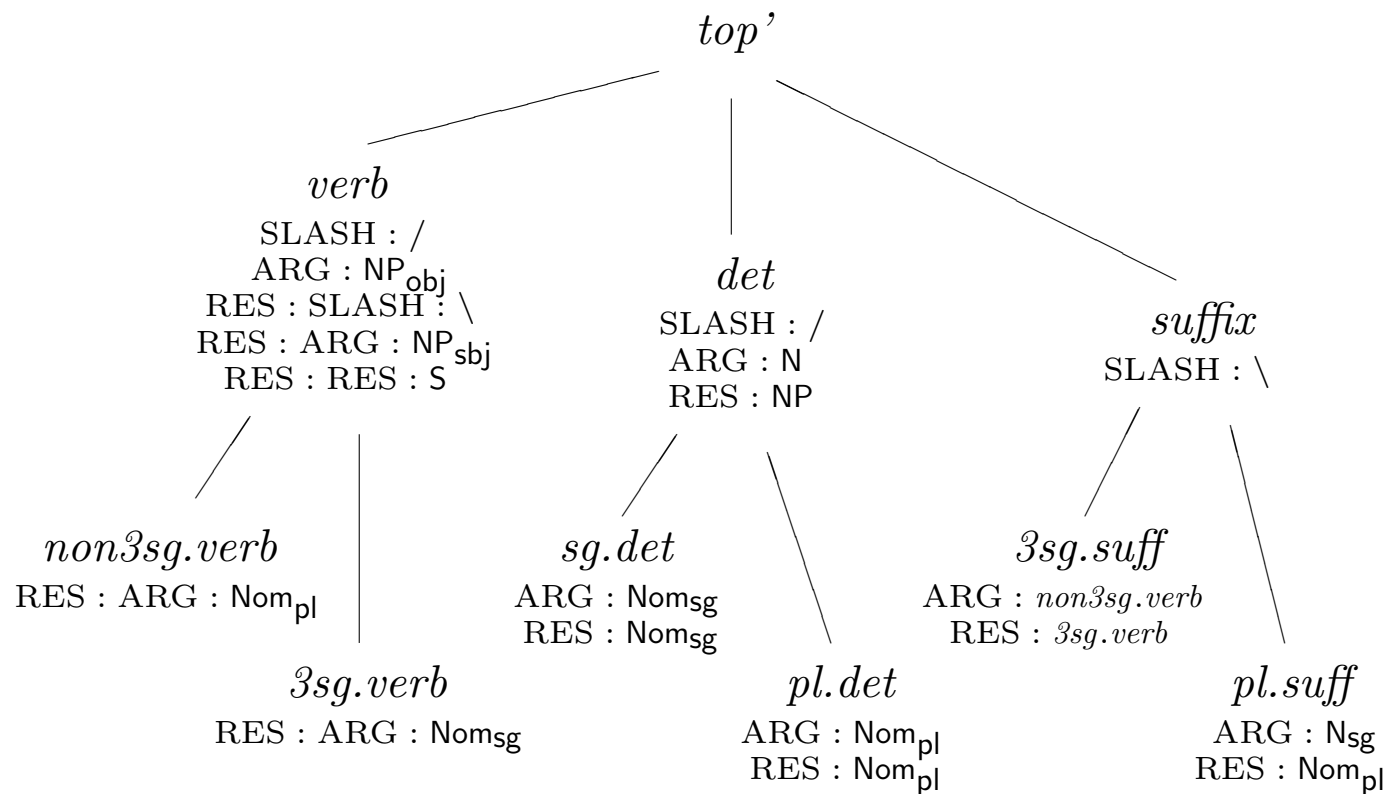 top’
verb
SLASH : /
ARG : NPobj
RES : SLASH : \
RES : ARG : NPsbj
RES : RES : S
det
SLASH : /
ARG : N
RES : NP
suffix
SLASH : \
non3sg.verb
RES : ARG : Nompl
3sg.verb
RES : ARG : Nomsg
sg.det
ARG : Nomsg
RES : Nomsg
pl.det
ARG : Nompl
RES : Nompl
3sg.suff
ARG : non3sg.verb
RES : 3sg.verb
pl.suff
ARG : Nsg
RES : Nompl